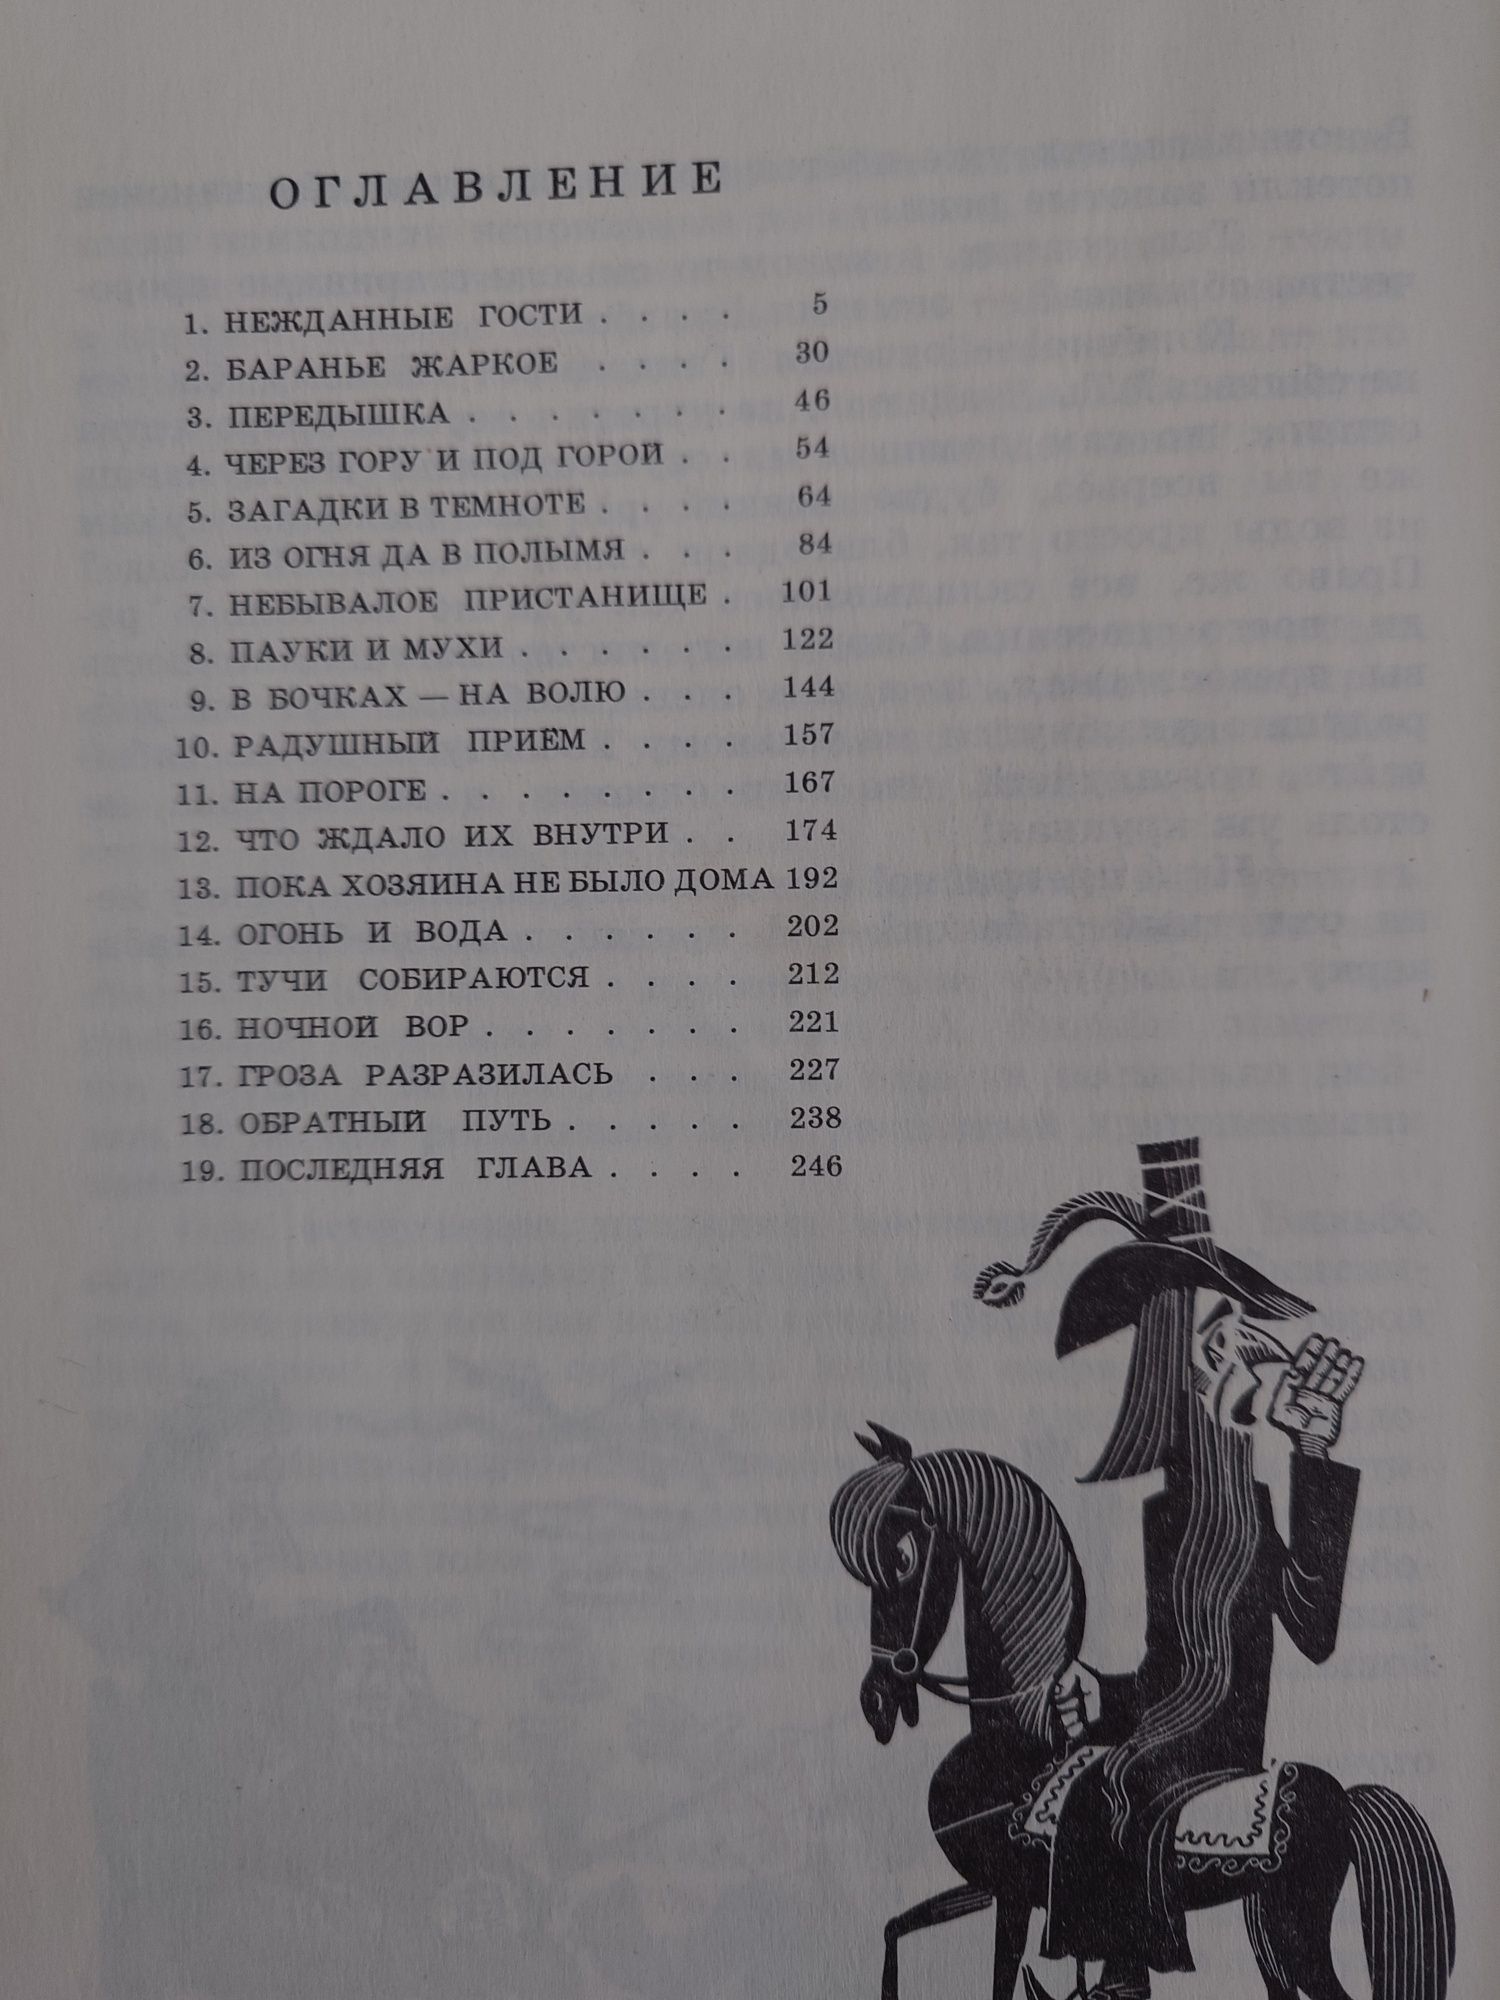 ОГЛАВЛЕНИЕ
1. НЕЖДАННЫЕ ГОСТИ . . . . 5
2. БАРАНЬЕ ЖАРКОЕ . . . . 30
3. ПЕРЕДЫШКА . . . . . . . 46
4. ЧЕРЕЗ ГОРУ И ПОД ГОРОЙ . . 54
5. ЗАГАДКИ В ТЕМНОТЕ . . . . 64
6. ИЗ ОГНЯ ДА В ПОЛЫМЯ . . . 84
7. НЕБЫВАЛОЕ ПРИСТАНИЩЕ . 101
8. ПАУКИ И МУХИ . . . . . . 122
9. В БОЧКАХ — НА ВОЛЮ . . . 144
10. РАДУШНЫЙ ПРИЁМ . . . . 157
11. НА ПОРОГЕ . . . . . . . . 167
12. ЧТО ЖДАЛО ИХ ВНУТРИ . . 174
13. ПОКА ХОЗЯИНА НЕ БЫЛО ДОМА 192
14. ОГОНЬ И ВОДА . . . . . . 202
15. ТУЧИ СОБИРАЮТСЯ . . . . 212
16. НОЧНОЙ ВОР . . . . . . . 221
17. ГРОЗА РАЗРАЗИЛАСЬ . . . 227
18. ОБРАТНЫЙ ПУТЬ . . . . . 238
19. ПОСЛЕДНЯЯ ГЛАВА . . . . 246